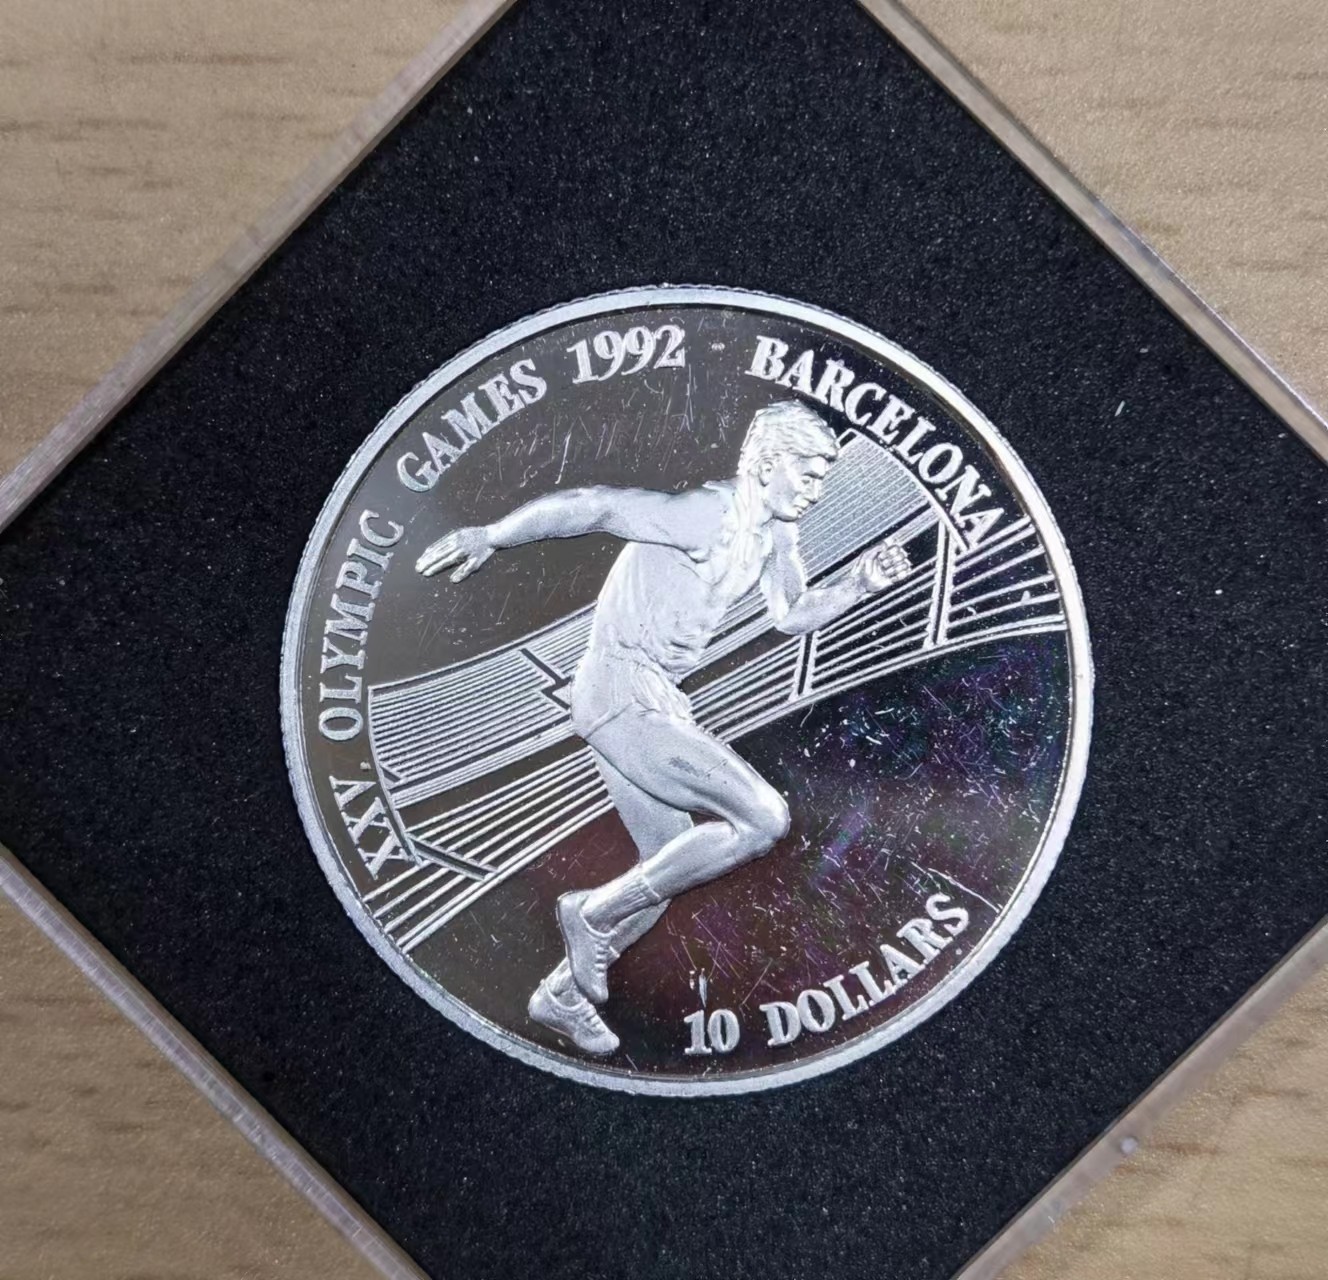 XXV. OLYMPIC GAMES 1992 - BARCELONA
10 DOLLARS